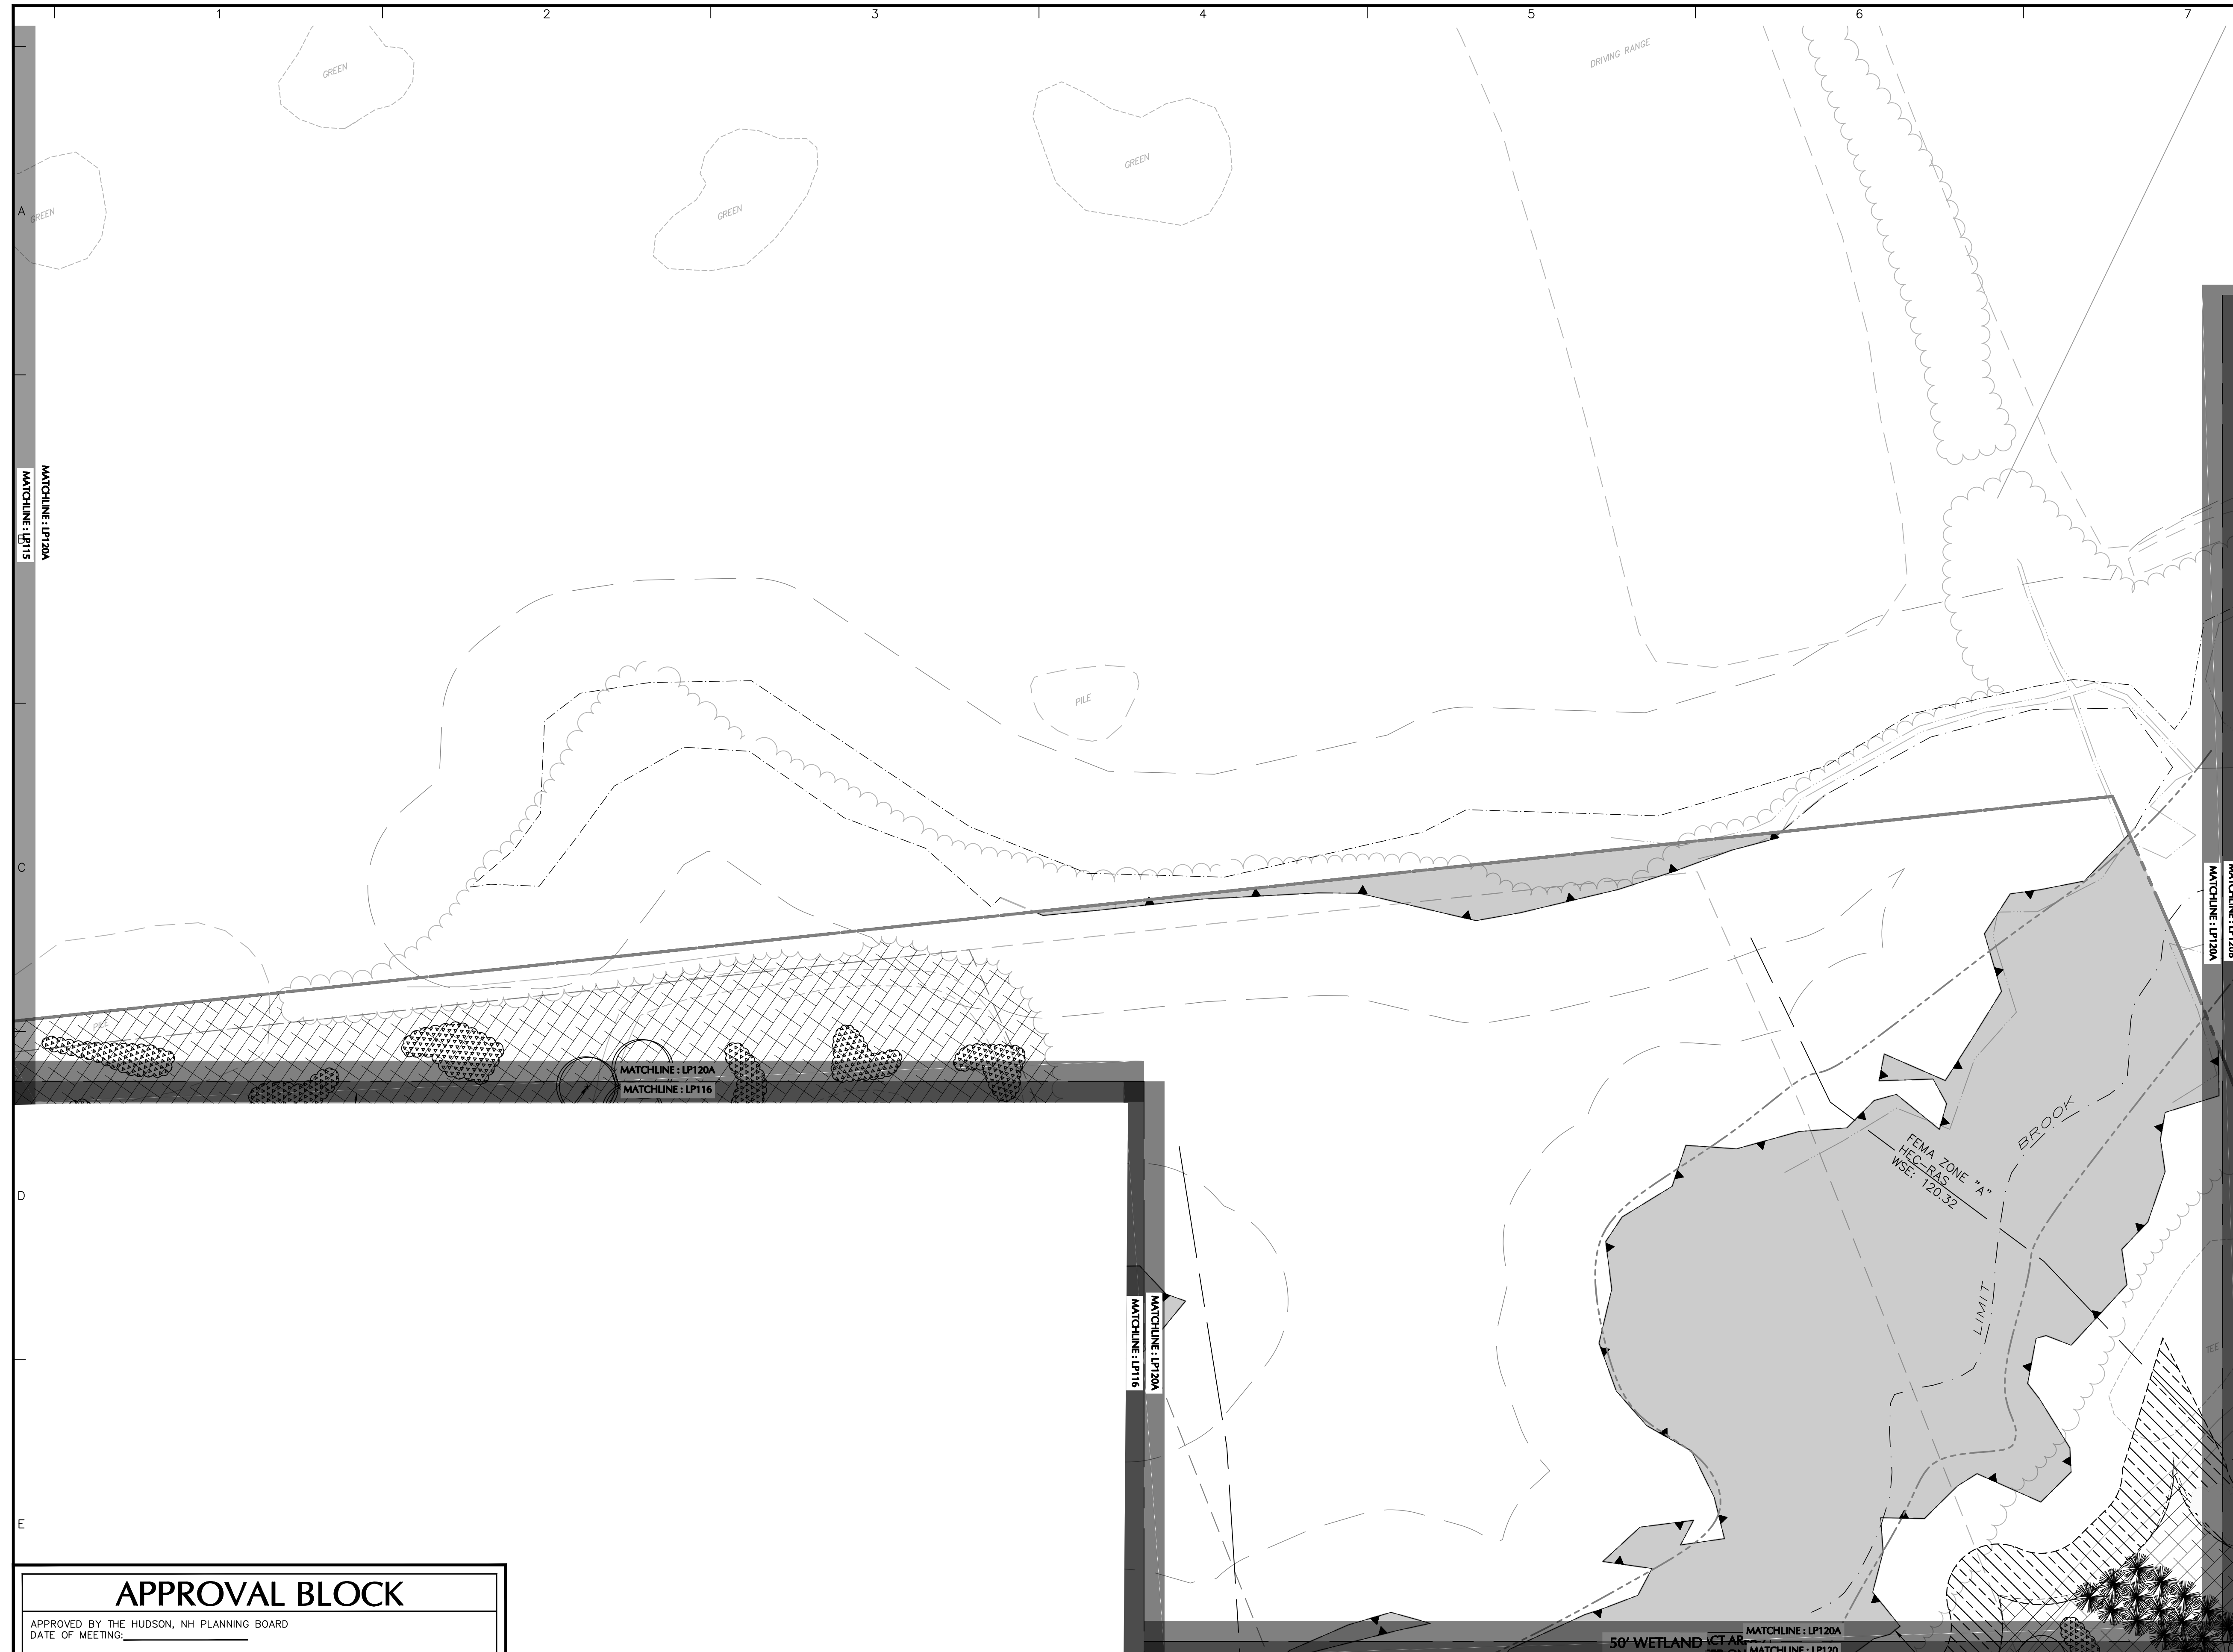 1 2 3 4 5 6 7
DRIVING RANGE
GREEN
GREEN
GREEN
GREEN
A
MATCHLINE : LP115
MATCHLINE : LP120A
B
PILE
C
MATCHLINE : LP120A
PILE
MATCHLINE : LP120A
MATCHLINE : LP116
D
BROOK
FEMA ZONE "A"
HEC-RAS
WSE: 120.32
LIMIT
MATCHLINE : LP116
MATCHLINE : LP120A
TEE
E
APPROVAL BLOCK
APPROVED BY THE HUDSON, NH PLANNING BOARD
DATE OF MEETING:
MATCHLINE : LP120A
50' WETLAND
MATCHLINE : LP120